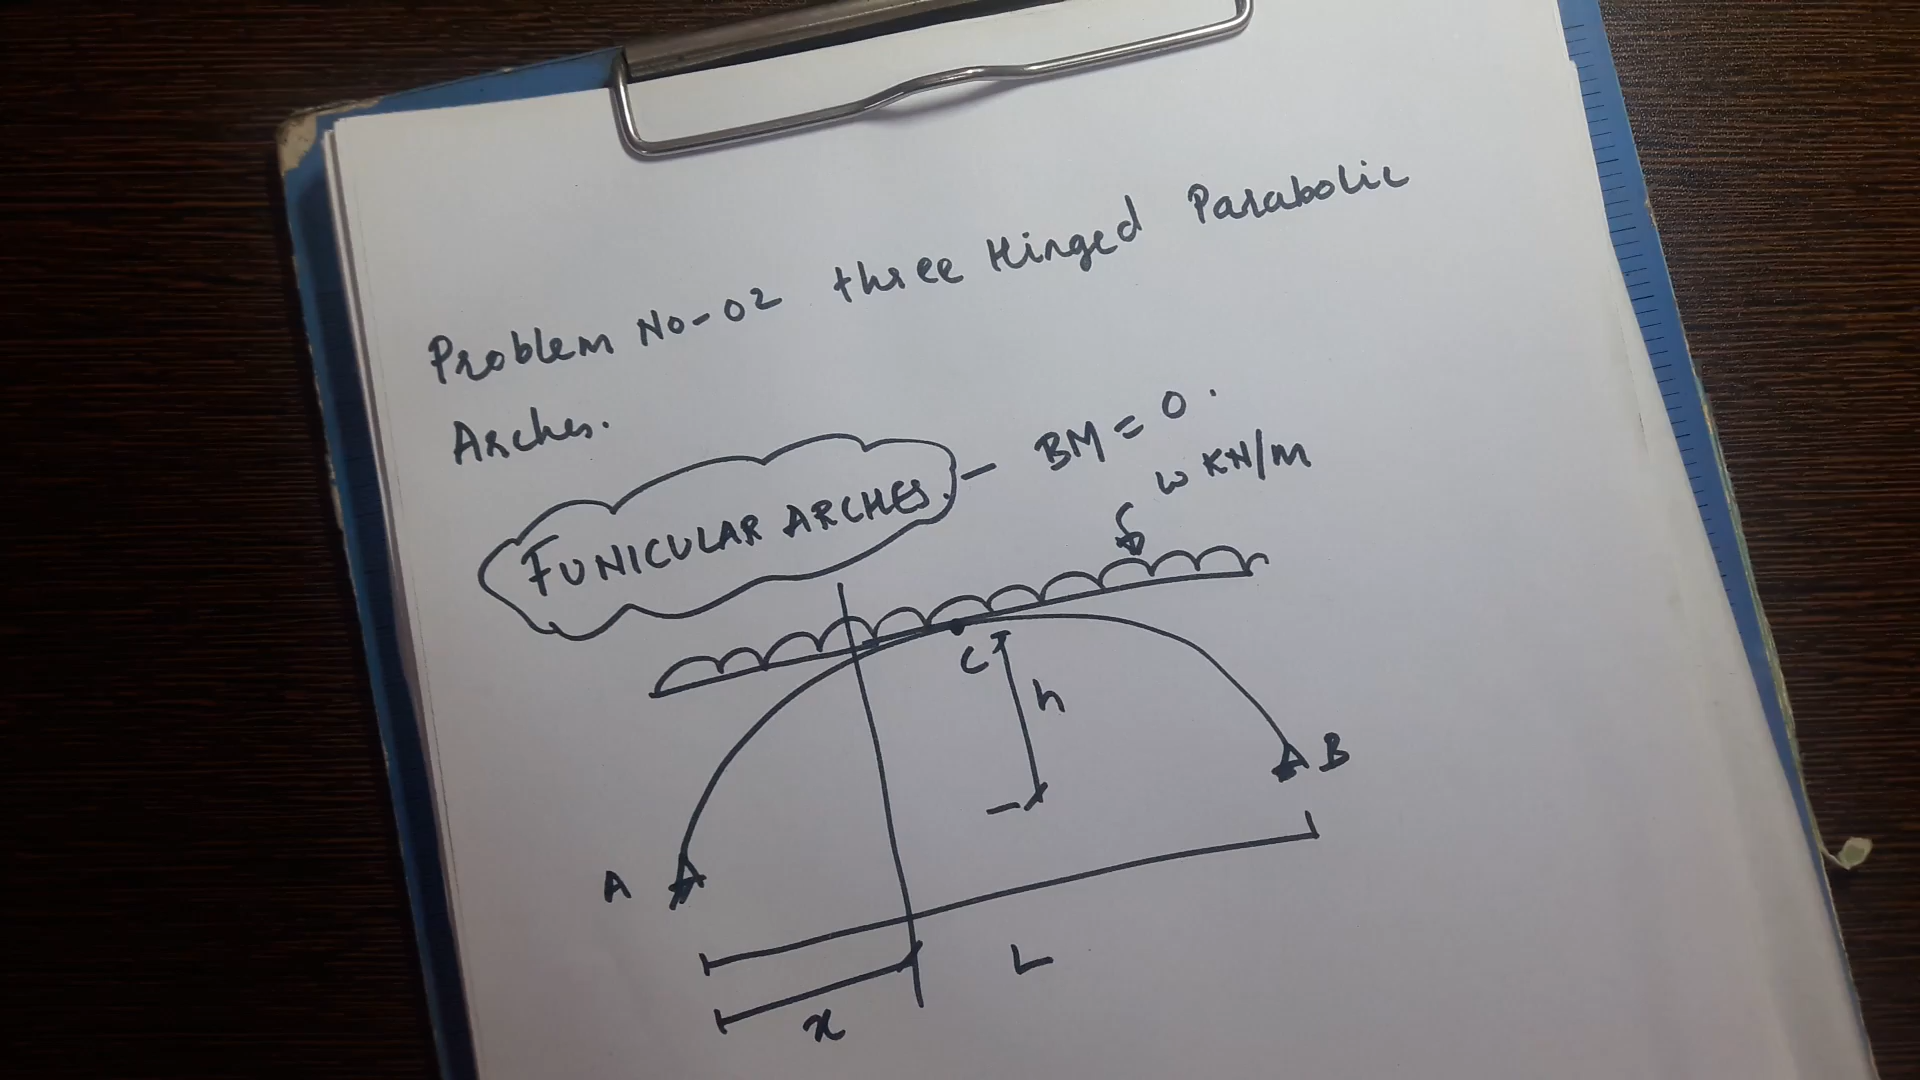 Problem No-02 three Hinged Parabolic
Arches.
FUNICULAR ARCHES. — BM = 0.
w KN/m
C
h
B
A
L
x